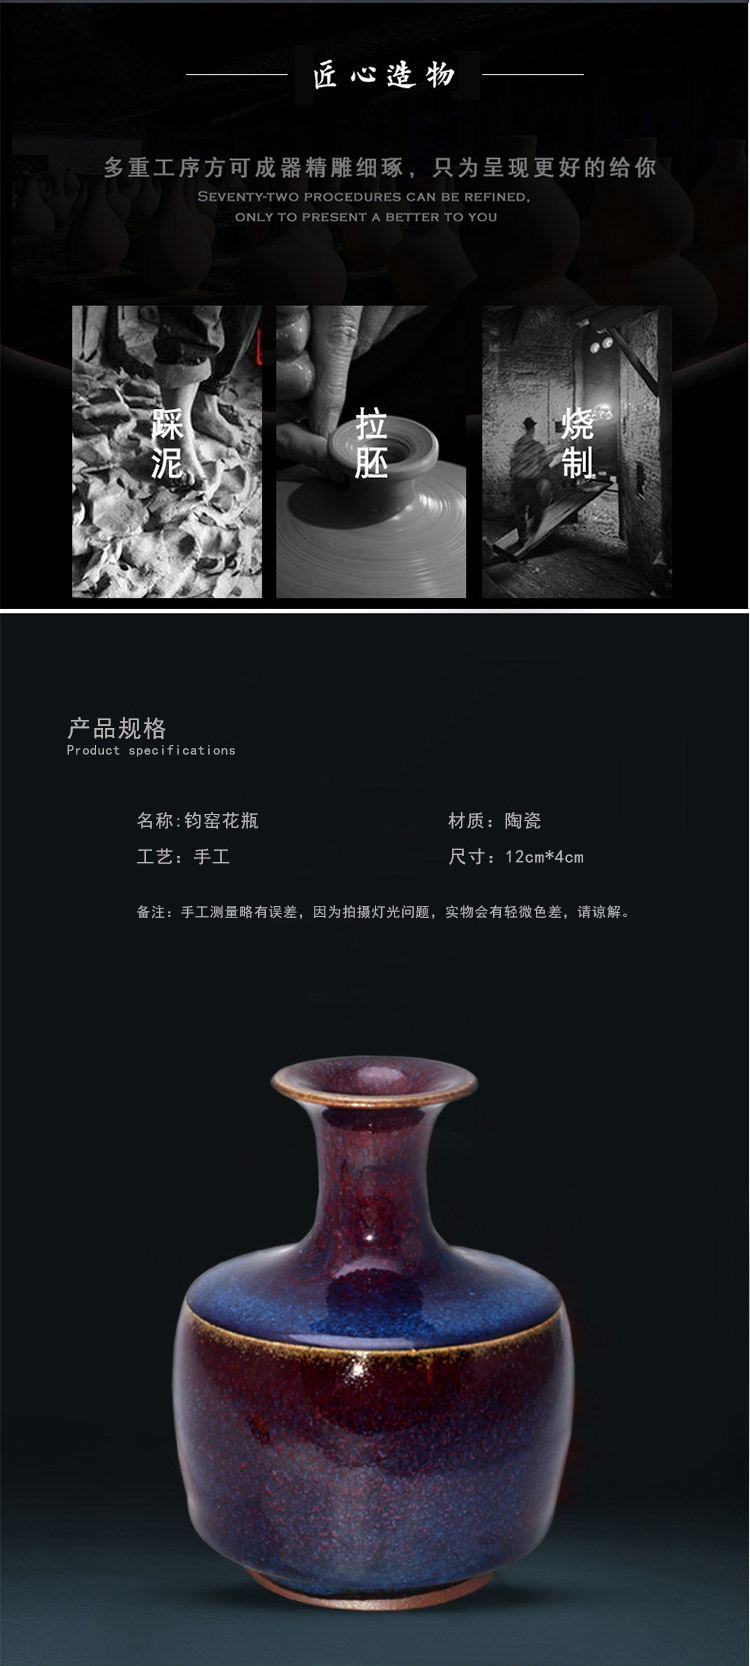 匠心造物
多重工序方可成器精雕细琢，只为呈现更好的给你
SEVENTY-TWO PROCEDURES CAN BE REFINED,
ONLY TO PRESENT A BETTER TO YOU
踩泥
拉胚
烧制
产品规格
Product specifications
名称:钧窑花瓶
材质：陶瓷
工艺：手工
尺寸：12cm*4cm
备注：手工测量略有误差，因为拍摄灯光问题，实物会有轻微色差，请谅解。